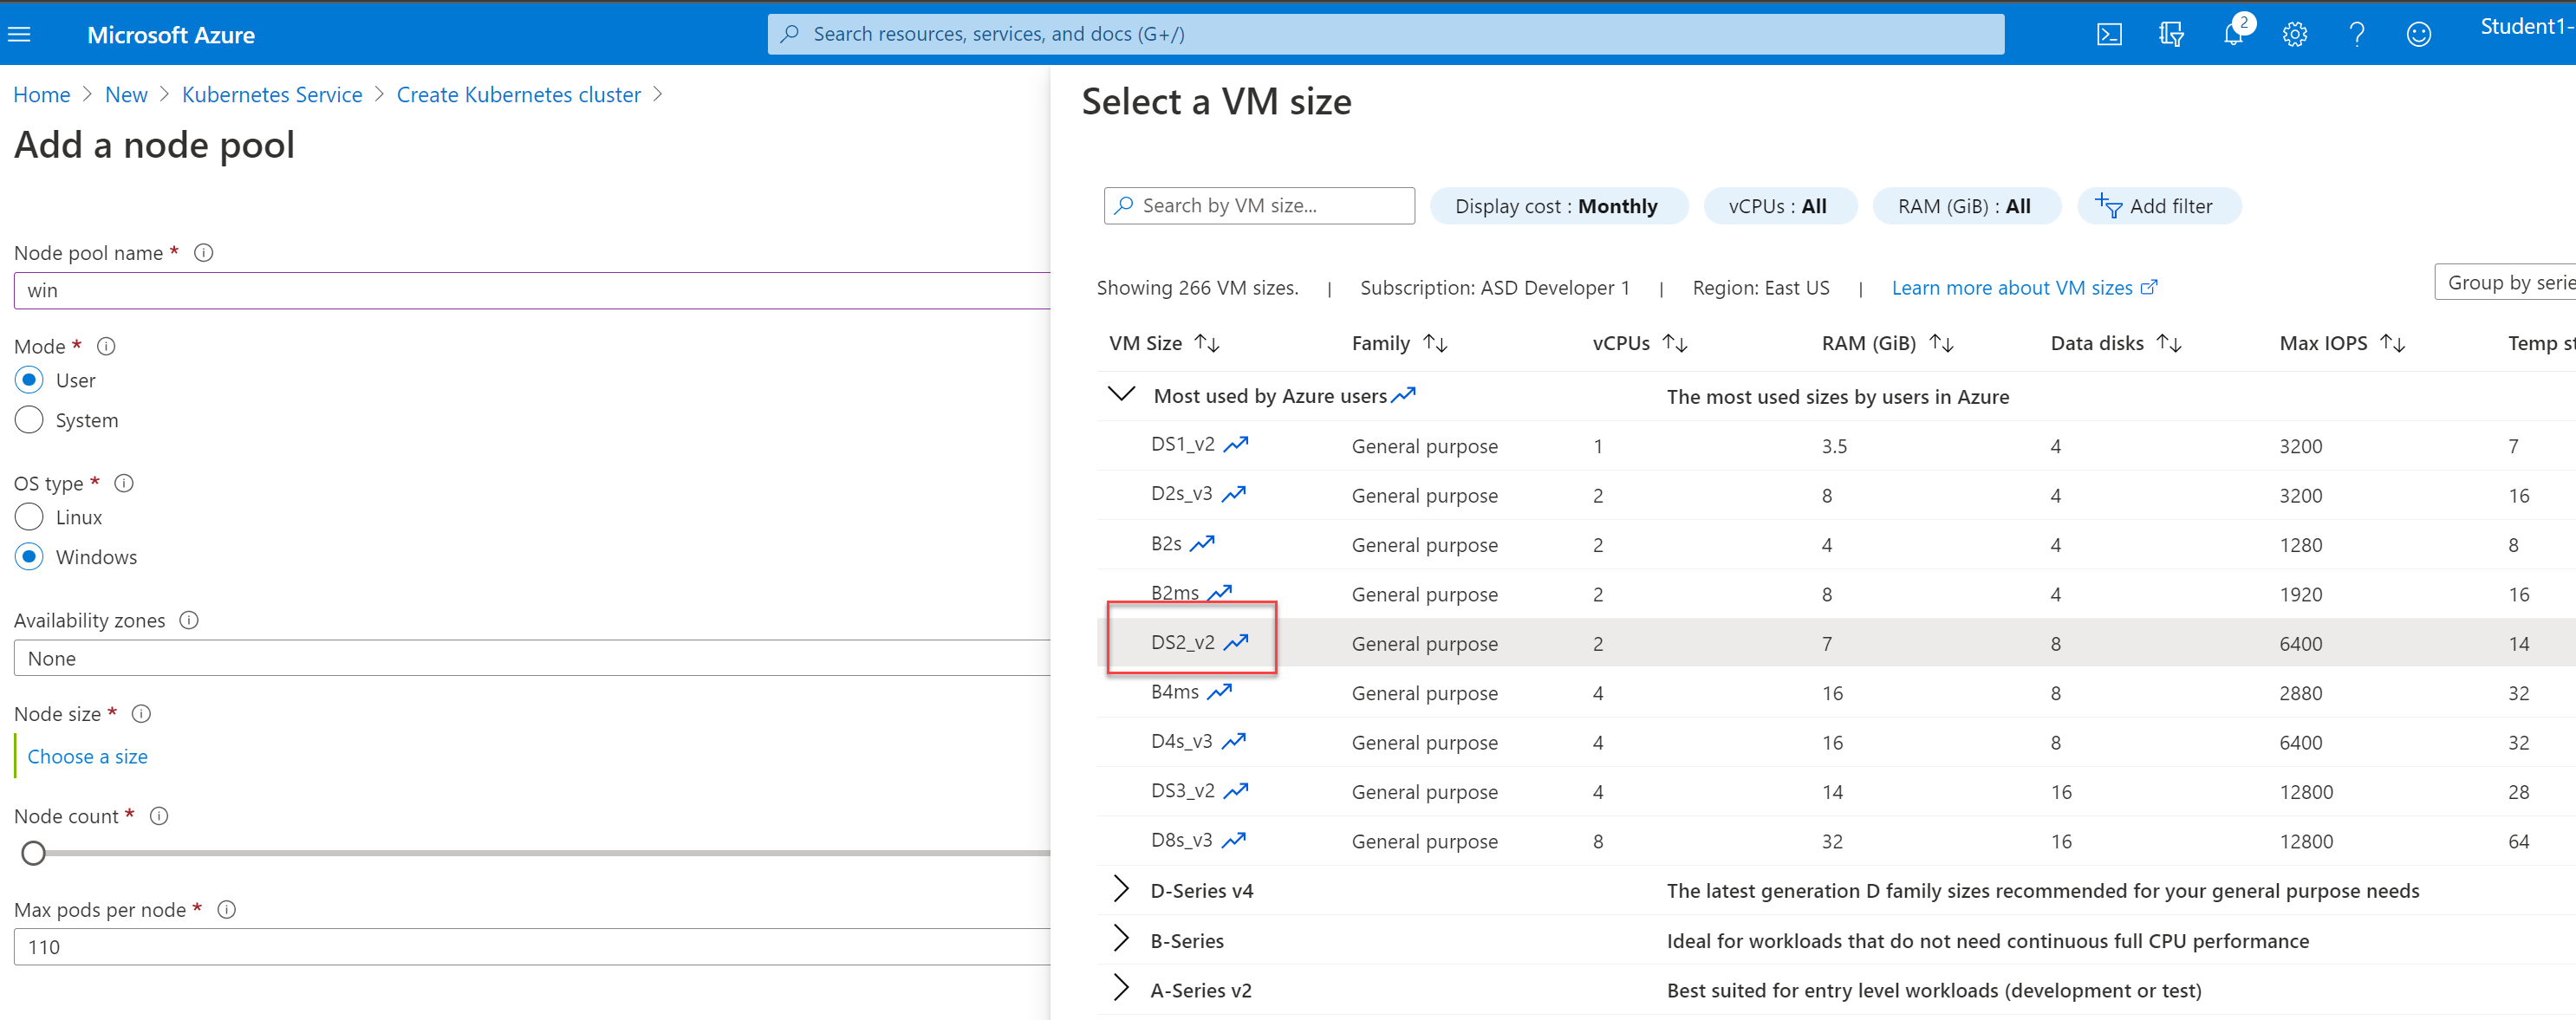 Microsoft Azure
Search resources, services, and docs (G+/)
2
Student1-
Home > New > Kubernetes Service > Create Kubernetes cluster >
Add a node pool
Node pool name *
win
Mode *
User
System
OS type *
Linux
Windows
Availability zones
None
Node size *
Choose a size
Node count *
Max pods per node *
110
Select a VM size
Search by VM size...
Display cost : Monthly
vCPUs : All
RAM (GiB) : All
Add filter
Showing 266 VM sizes. | Subscription: ASD Developer 1 | Region: East US | Learn more about VM sizes
Group by serie
VM Size Family vCPUs RAM (GiB) Data disks Max IOPS Temp st
Most used by Azure users The most used sizes by users in Azure
DS1_v2 General purpose 1 3.5 4 3200 7
D2s_v3 General purpose 2 8 4 3200 16
B2s General purpose 2 4 4 1280 8
B2ms General purpose 2 8 4 1920 16
DS2_v2 General purpose 2 7 8 6400 14
B4ms General purpose 4 16 8 2880 32
D4s_v3 General purpose 4 16 8 6400 32
DS3_v2 General purpose 4 14 16 12800 28
D8s_v3 General purpose 8 32 16 12800 64
D-Series v4 The latest generation D family sizes recommended for your general purpose needs
B-Series Ideal for workloads that do not need continuous full CPU performance
A-Series v2 Best suited for entry level workloads (development or test)